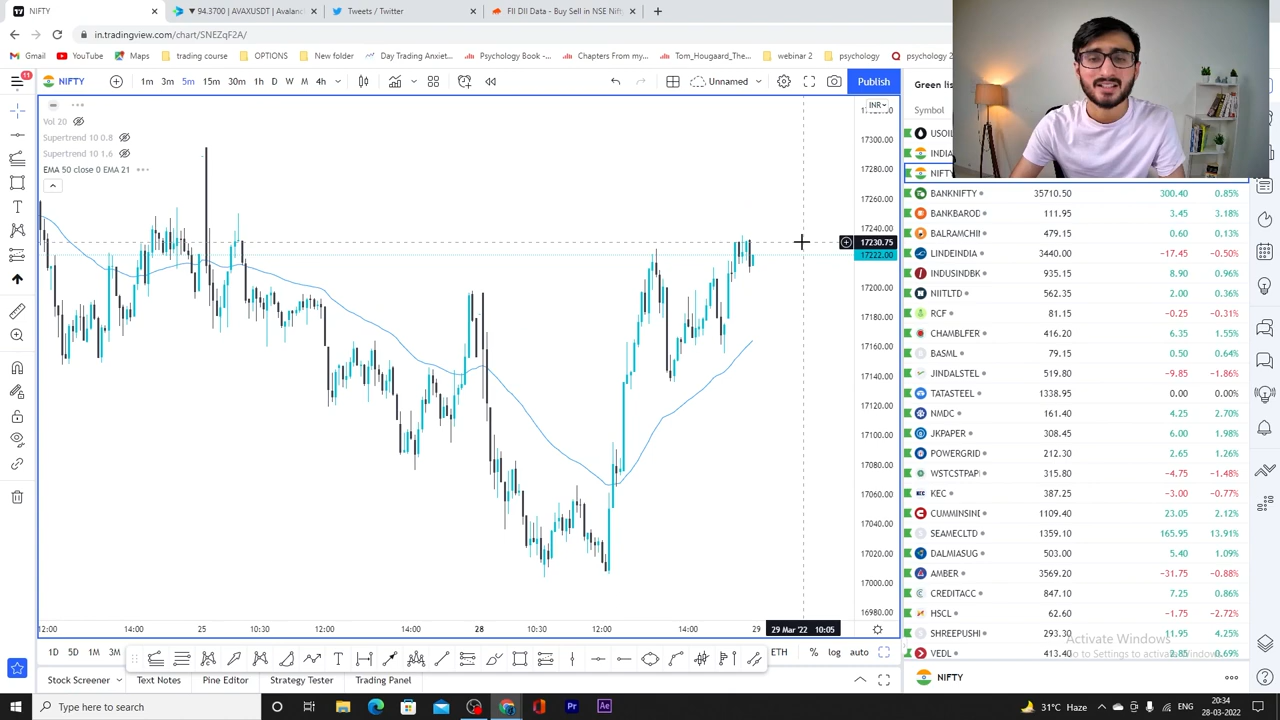 NIFTY
94.3700 | AVAXUSDT | Avalanc
Tweets / Twitter
FII DII Data - Buy Sell in NSE Nifty
in.tradingview.com/chart/SNEZqF2A/
Gmail YouTube Maps trading course OPTIONS New folder Day Trading Anxiet... Psychology Book -... Chapters From my... Tom_Hougaard_The... webinar 2 psychology psychology 2
11 NIFTY 1m 3m 5m 15m 30m 1h D W M 4h Unnamed Publish
Green list
Symbol
Vol 20
Supertrend 10 0.8
Supertrend 10 1.6
EMA 50 close 0 EMA 21
INR
17300.00
17280.00
17260.00
17240.00
17230.75
17222.00
17200.00
17180.00
17160.00
17140.00
17120.00
17100.00
17080.00
17060.00
17040.00
17020.00
17000.00
16980.00
12:00 14:00 25 10:30 12:00 14:00 28 10:30 12:00 14:00 29 29 Mar '22 10:05
USOIL
INDIA
NIFTY
BANKNIFTY 35710.50 300.40 0.85%
BANKBAROD 111.95 3.45 3.18%
BALRAMCHIN 479.15 0.60 0.13%
LINDEINDIA 3440.00 -17.45 -0.50%
INDUSINDBK 935.15 8.90 0.96%
NIITLTD 562.35 2.00 0.36%
RCF 81.15 -0.25 -0.31%
CHAMBLFER 416.20 6.35 1.55%
BASML 79.15 0.50 0.64%
JINDALSTEL 519.80 -9.85 -1.86%
TATASTEEL 1338.95 0.00 0.00%
NMDC 161.40 4.25 2.70%
JKPAPER 308.45 6.00 1.98%
POWERGRID 212.30 2.65 1.26%
WSTCSTPAP 315.80 -4.75 -1.48%
KEC 387.25 -3.00 -0.77%
CUMMINSIND 1109.40 23.05 2.12%
SEAMECLTD 1359.10 165.95 13.91%
DALMIASUG 503.00 5.40 1.09%
AMBER 3569.20 -31.75 -0.88%
CREDITACC 847.10 7.25 0.86%
HSCL 62.60 -1.75 -2.72%
SHREEPUSHI 293.30 11.95 4.25%
VEDL 413.40 2.85 0.69%
Activate Windows
Go to Settings to activate Windows.
1D 5D 1M 3M ETH % log auto
Stock Screener Text Notes Pine Editor Strategy Tester Trading Panel
NIFTY
Type here to search
Pr Ae
31°C Haze
ENG
20:34
28-03-2022